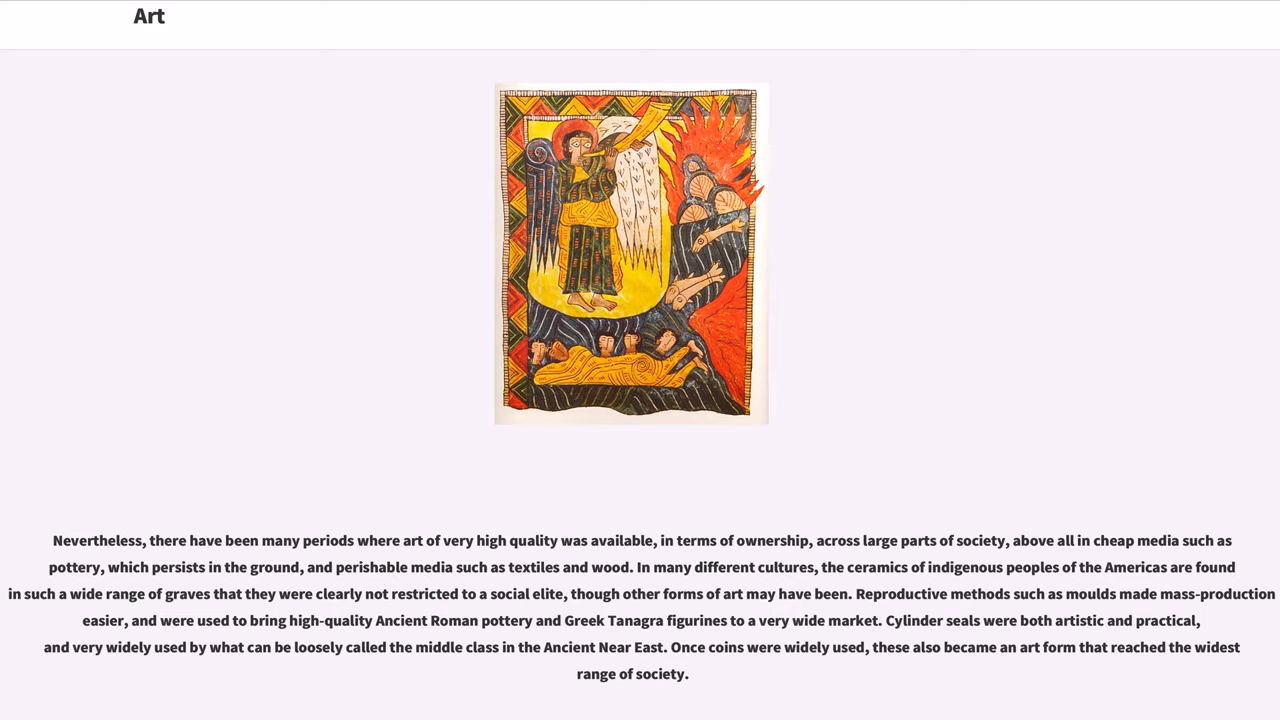 Art
Nevertheless, there have been many periods where art of very high quality was available, in terms of ownership, across large parts of society, above all in cheap media such as
pottery, which persists in the ground, and perishable media such as textiles and wood. In many different cultures, the ceramics of indigenous peoples of the Americas are found
in such a wide range of graves that they were clearly not restricted to a social elite, though other forms of art may have been. Reproductive methods such as moulds made mass-production
easier, and were used to bring high-quality Ancient Roman pottery and Greek Tanagra figurines to a very wide market. Cylinder seals were both artistic and practical,
and very widely used by what can be loosely called the middle class in the Ancient Near East. Once coins were widely used, these also became an art form that reached the widest
range of society.